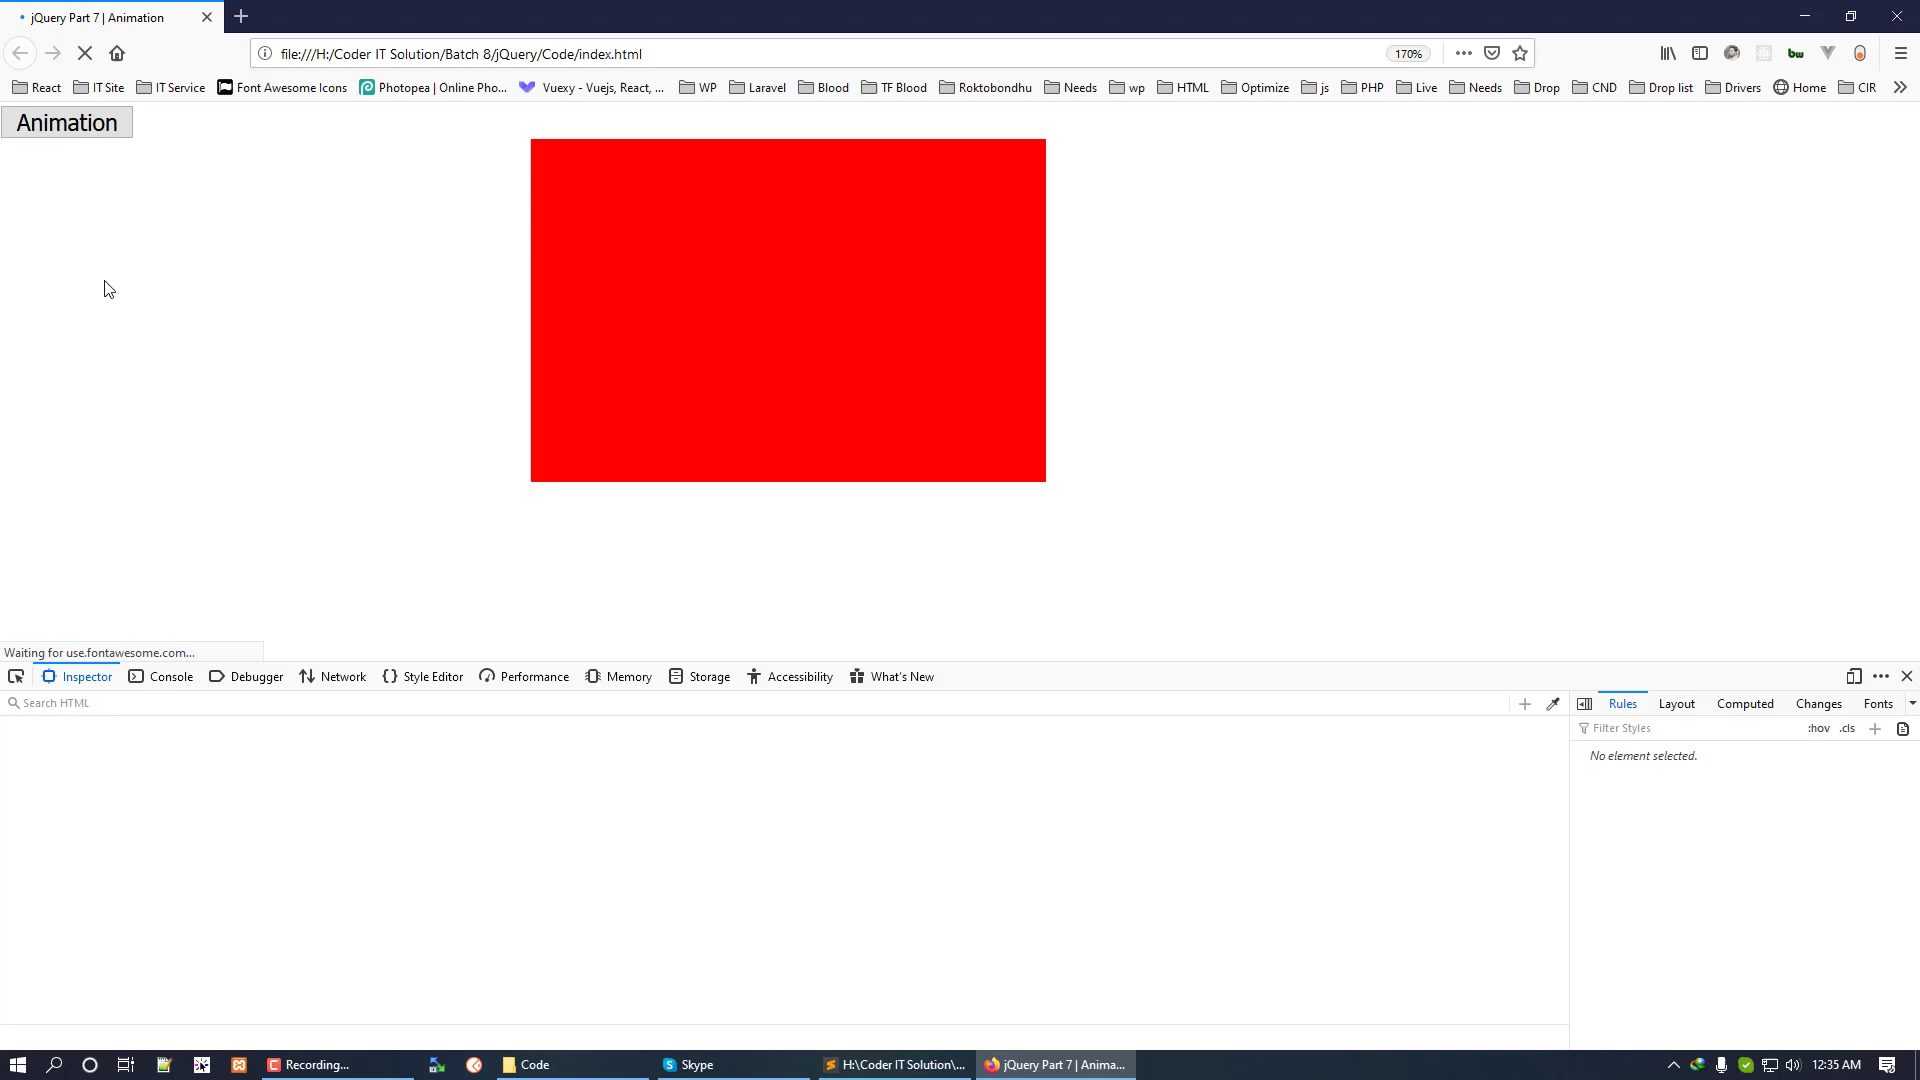 jQuery Part 7 | Animation
file:///H:/Coder IT Solution/Batch 8/jQuery/Code/index.html 170%
React IT Site IT Service Font Awesome Icons Photopea | Online Pho... Vuexy - Vuejs, React, ... WP Laravel Blood TF Blood Roktobondhu Needs wp HTML Optimize js PHP Live Needs Drop CND Drop list Drivers Home CIR
Animation
Waiting for use.fontawesome.com...
Inspector Console Debugger Network Style Editor Performance Memory Storage Accessibility What's New
Search HTML
Rules Layout Computed Changes Fonts
Filter Styles :hov .cls
No element selected.
Recording... Code Skype H:\Coder IT Solution\... jQuery Part 7 | Anima... 12:35 AM